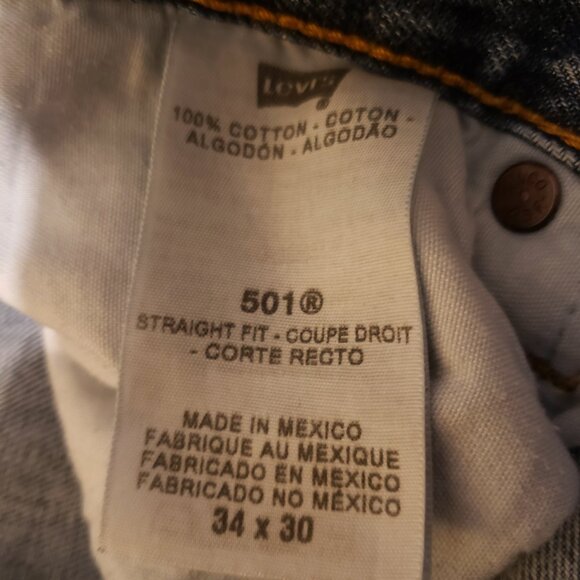 Levi's
®
100% COTTON - COTON -
ALGODÓN - ALGODÃO
501®
STRAIGHT FIT - COUPE DROIT
- CORTE RECTO
MADE IN MEXICO
FABRIQUE AU MEXIQUE
FABRICADO EN MEXICO
FABRICADO NO MÉXICO
34 x 30